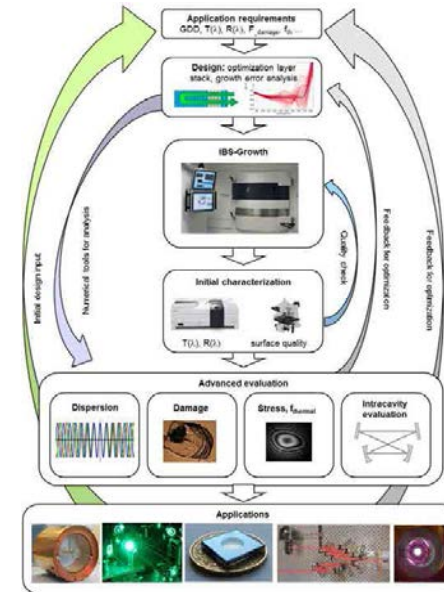 Application requirements
GDD, T(λ), R(λ), F_damage, f_th ...
Design: optimization layer
stack, growth error analysis
IBS-Growth
Initial characterization
T(λ), R(λ)
surface quality
Advanced evaluation
Dispersion
Damage
Stress, f_thermal
Intracavity
evaluation
Applications
Initial design input
Numerical tools for analysis
Quality
check
Feedback for
optimization
Feedback for
optimization